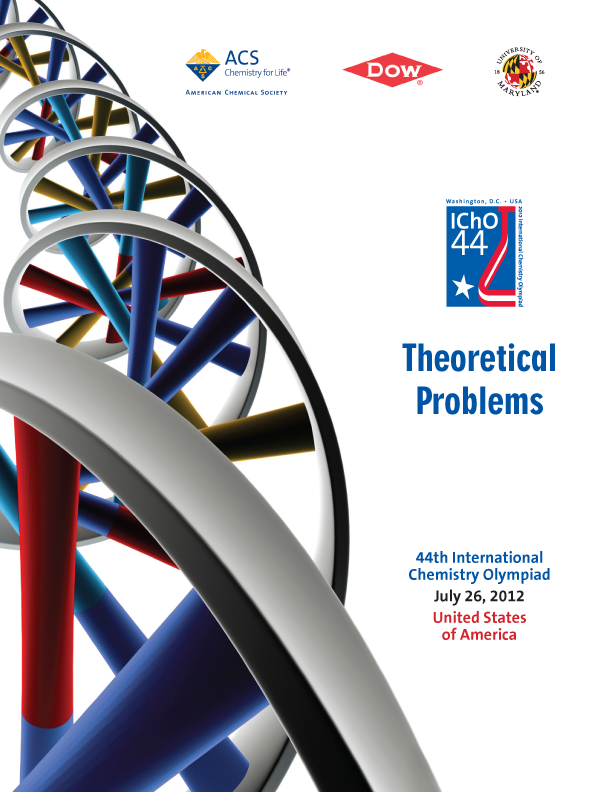 ACS
Chemistry for Life®
AMERICAN CHEMICAL SOCIETY
DOW®
UNIVERSITY OF
18 56
MARYLAND
Washington, D.C. • USA
IChO
44
2012 International Chemistry Olympiad
Theoretical
Problems
44th International
Chemistry Olympiad
July 26, 2012
United States
of America